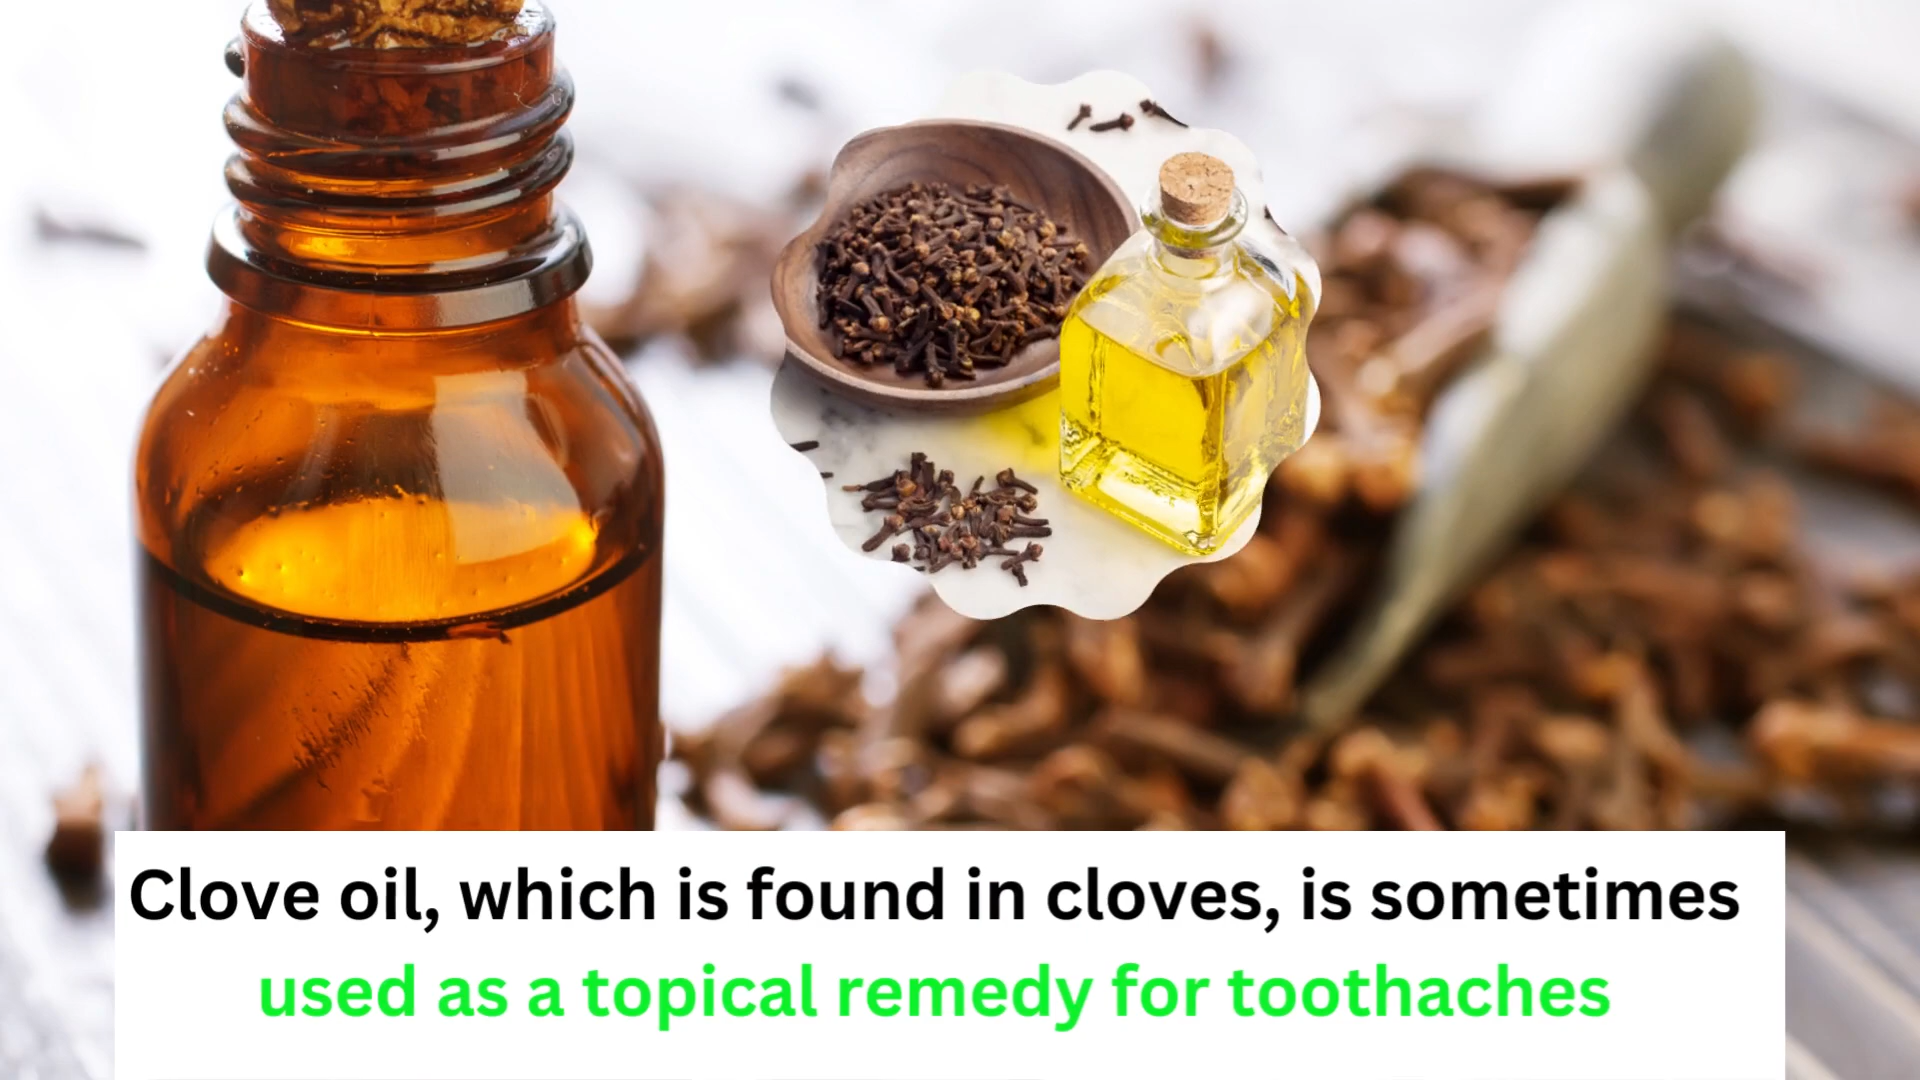 Clove oil, which is found in cloves, is sometimes
used as a topical remedy for toothaches